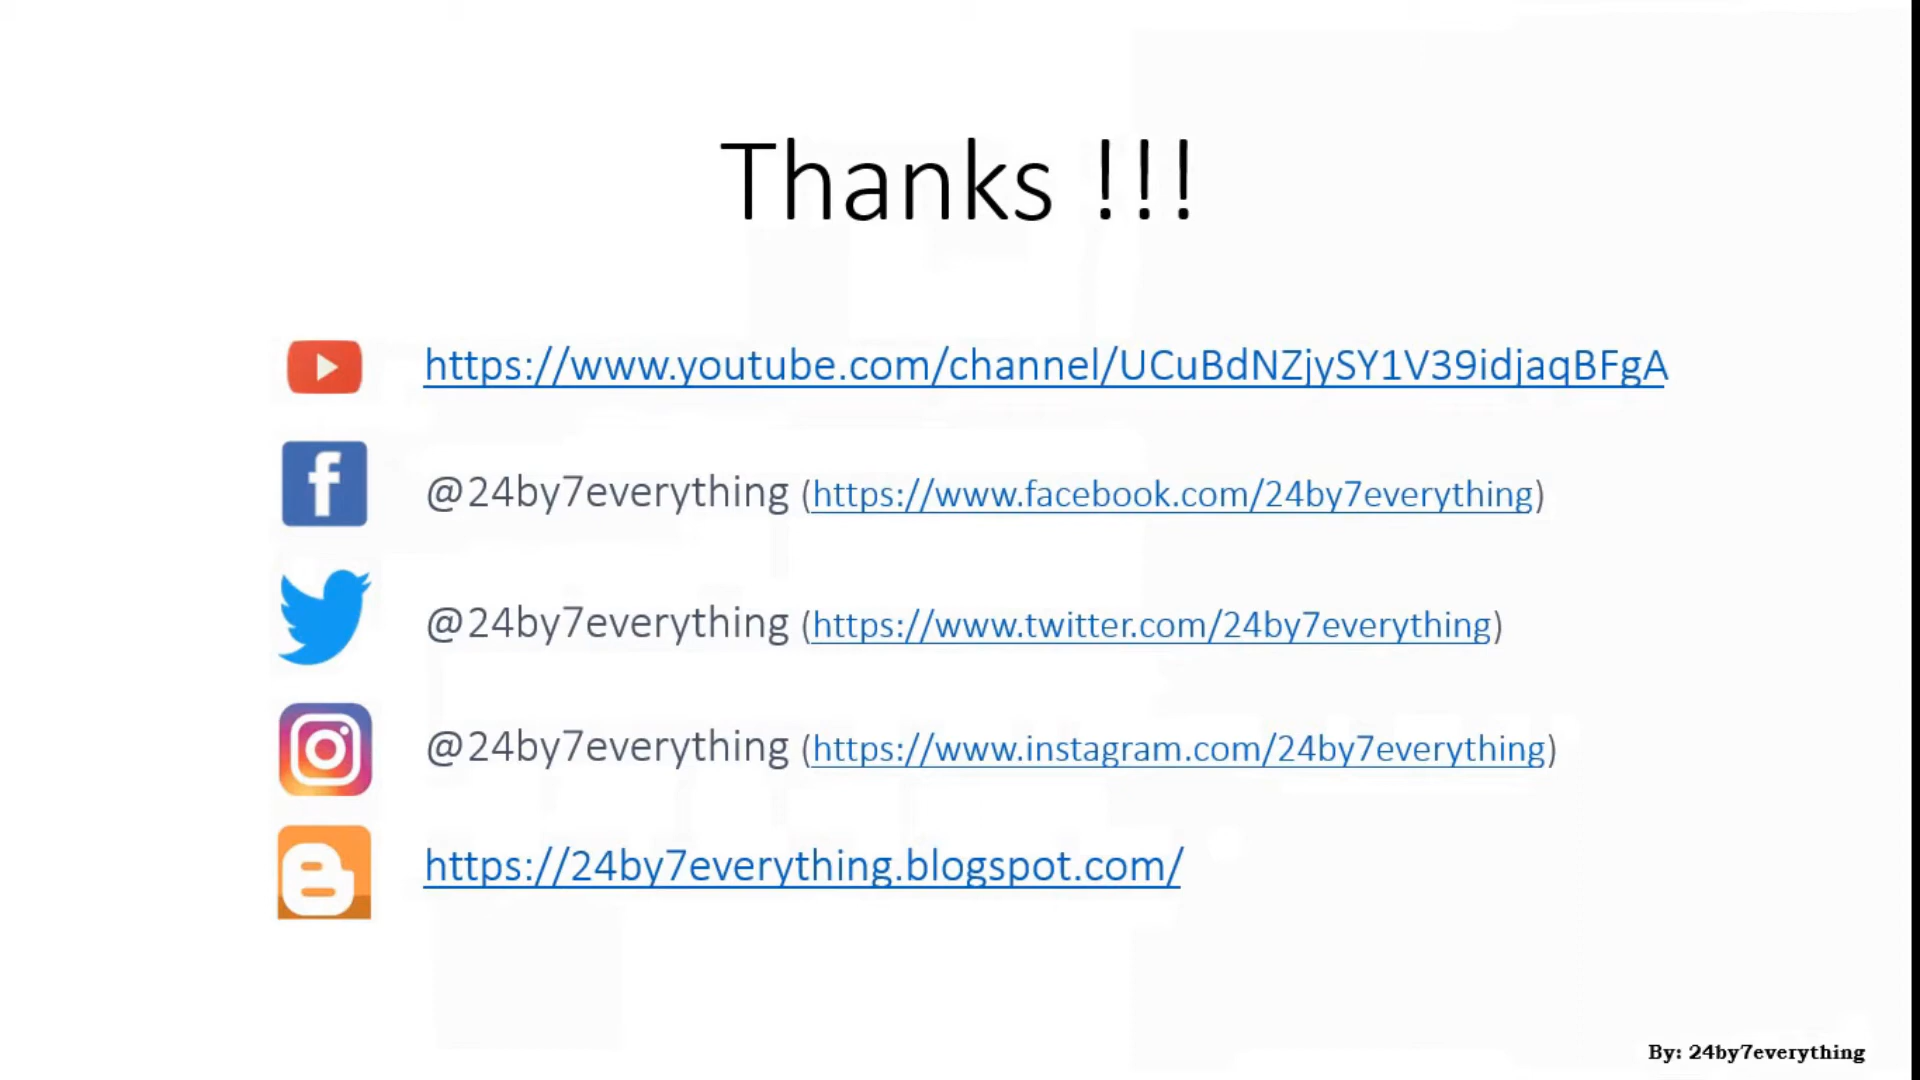 Thanks !!!
https://www.youtube.com/channel/UCuBdNZjySY1V39idjaqBFgA
@24by7everything (https://www.facebook.com/24by7everything)
@24by7everything (https://www.twitter.com/24by7everything)
@24by7everything (https://www.instagram.com/24by7everything)
https://24by7everything.blogspot.com/
By: 24by7everything